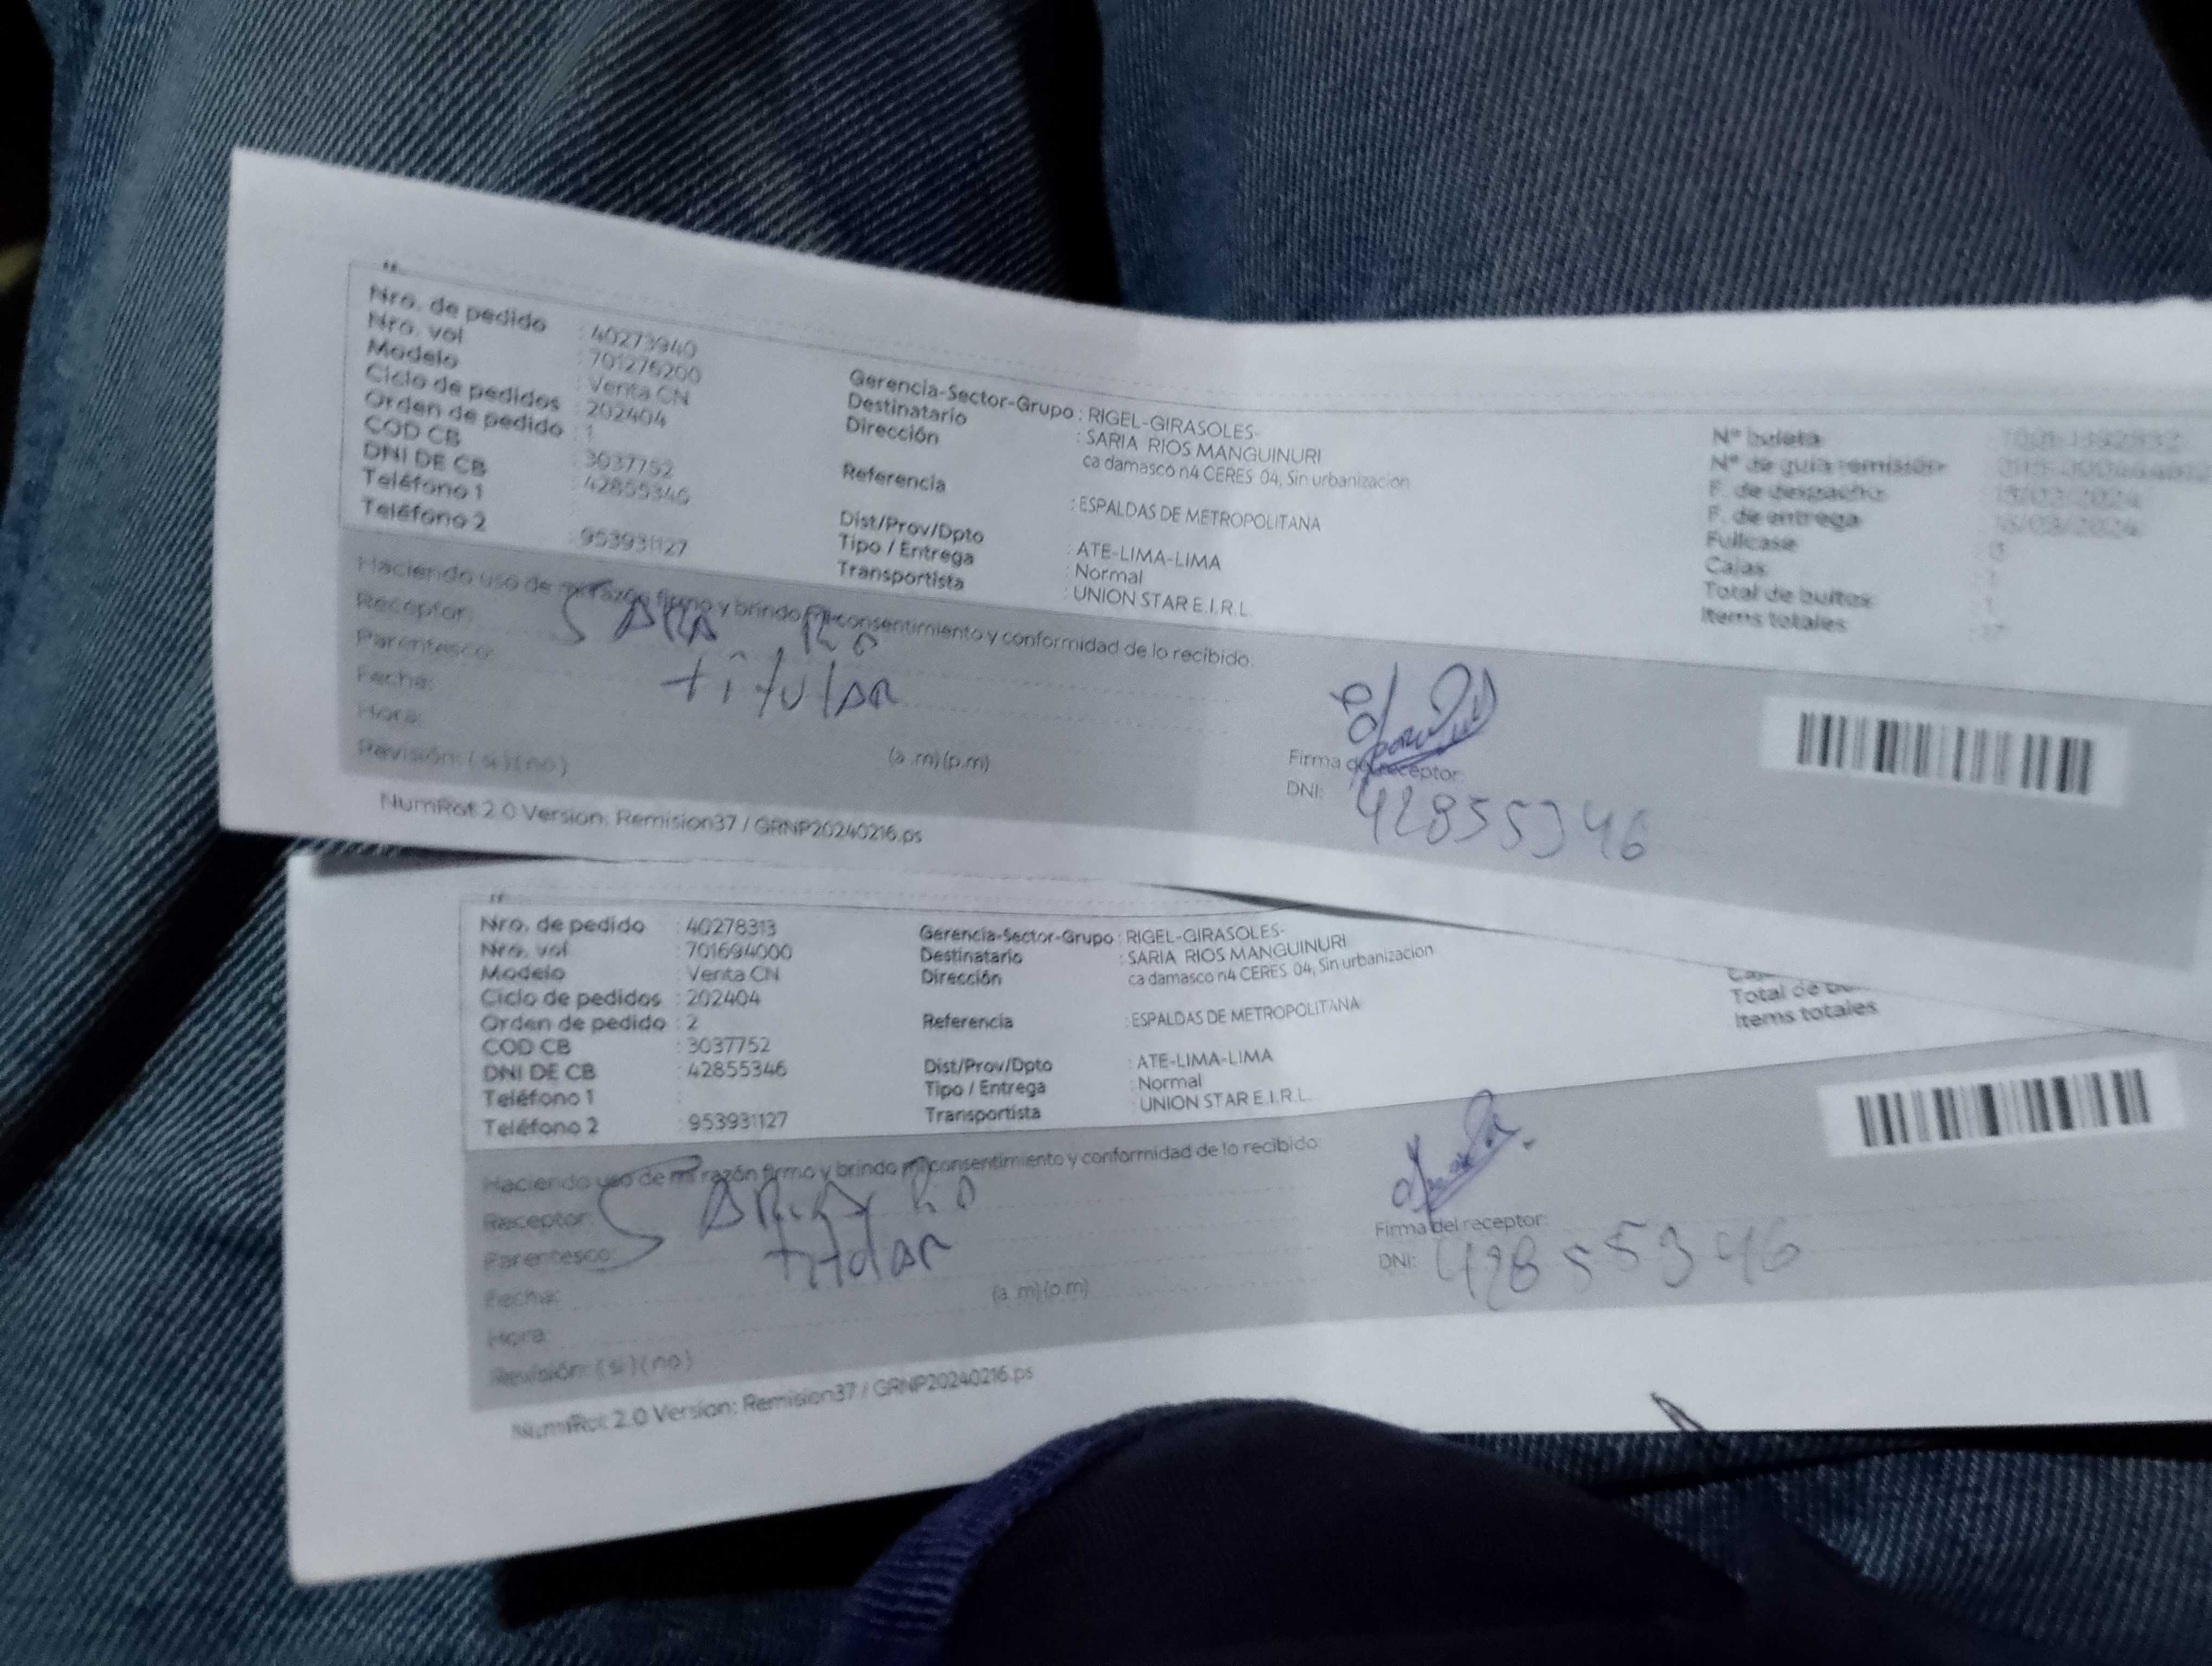 Nro. de pedido : 40273940
Nro. vol : 701276200
Modelo : Venta CN
Ciclo de pedidos : 202404
Orden de pedido : 1
COD CB : 3037752
DNI DE CB : 42855346
Teléfono 1 :
Teléfono 2 : 953931127
Gerencia-Sector-Grupo : RIGEL-GIRASOLES-
Destinatario : SARIA RIOS MANGUINURI
Dirección ca damasco n4 CERES 04, Sin urbanizacion
Referencia : ESPALDAS DE METROPOLITANA
Dist/Prov/Dpto : ATE-LIMA-LIMA
Tipo / Entrega : Normal
Transportista : UNION STAR E.I.R.L.
N° boleta
N° de guía remisión
F. de despacho
F. de entrega
Fullcase
Cajas : 1
Total de bultos : 1
Items totales
Haciendo uso de mi razón firmo y brindo mi consentimiento y conformidad de lo recibido:
Receptor:
Parentesco: titular
Fecha:
Hora: (a.m)(p.m)
Revisión: (si)(no)
Firma del receptor:
DNI: 42855346
NumRot 2.0 Version: Remision37 / GRNP20240216.ps
Nro. de pedido : 40278313
Nro. vol : 701694000
Modelo : Venta CN
Ciclo de pedidos : 202404
Orden de pedido : 2
COD CB : 3037752
DNI DE CB : 42855346
Teléfono 1 :
Teléfono 2 : 953931127
Gerencia-Sector-Grupo : RIGEL-GIRASOLES-
Destinatario : SARIA RIOS MANGUINURI
Dirección ca damasco n4 CERES 04, Sin urbanizacion
Referencia : ESPALDAS DE METROPOLITANA
Dist/Prov/Dpto : ATE-LIMA-LIMA
Tipo / Entrega : Normal
Transportista : UNION STAR E.I.R.L.
Total de
Items totales
Haciendo uso de mi razón firmo y brindo mi consentimiento y conformidad de lo recibido:
Receptor:
Parentesco:
Fecha:
Hora: (a.m)(p.m)
Revisión: (si)(no)
Firma del receptor:
DNI: 42855346
NumRot 2.0 Version: Remision37 / GRNP20240216.ps